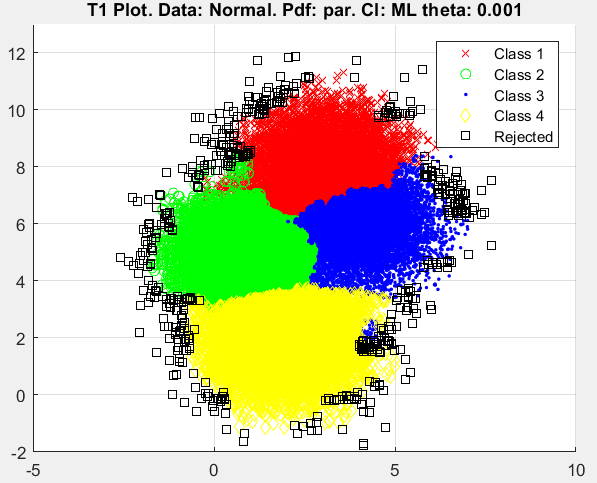 T1 Plot. Data: Normal. Pdf: par. Cl: ML theta: 0.001
12
10
8
6
4
2
0
-2
-5
0
5
10
Class 1
Class 2
Class 3
Class 4
Rejected